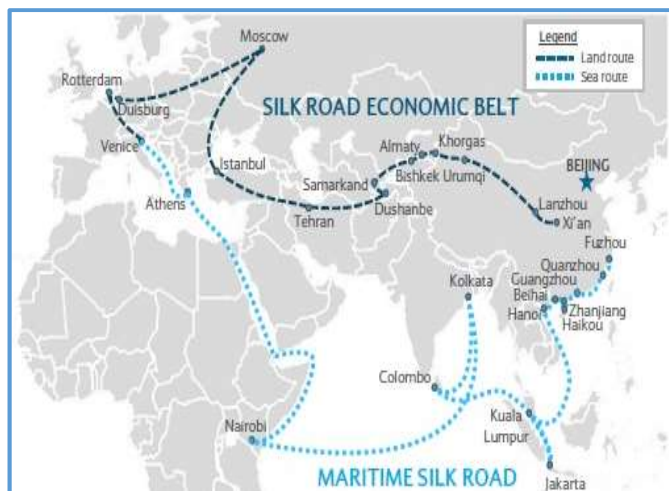 Legend
Land route
Sea route
Moscow
Rotterdam
Duisburg
SILK ROAD ECONOMIC BELT
Venice
Almaty
Khorgas
BEIJING
Istanbul
Samarkand
Bishkek Urumqi
Athens
Tehran
Dushanbe
Lanzhou
Xi'an
Fuzhou
Quanzhou
Guangzhou
Kolkata
Beihai
Hanoi
Zhanjiang
Haikou
Colombo
Nairobi
Kuala
Lumpur
MARITIME SILK ROAD
Jakarta